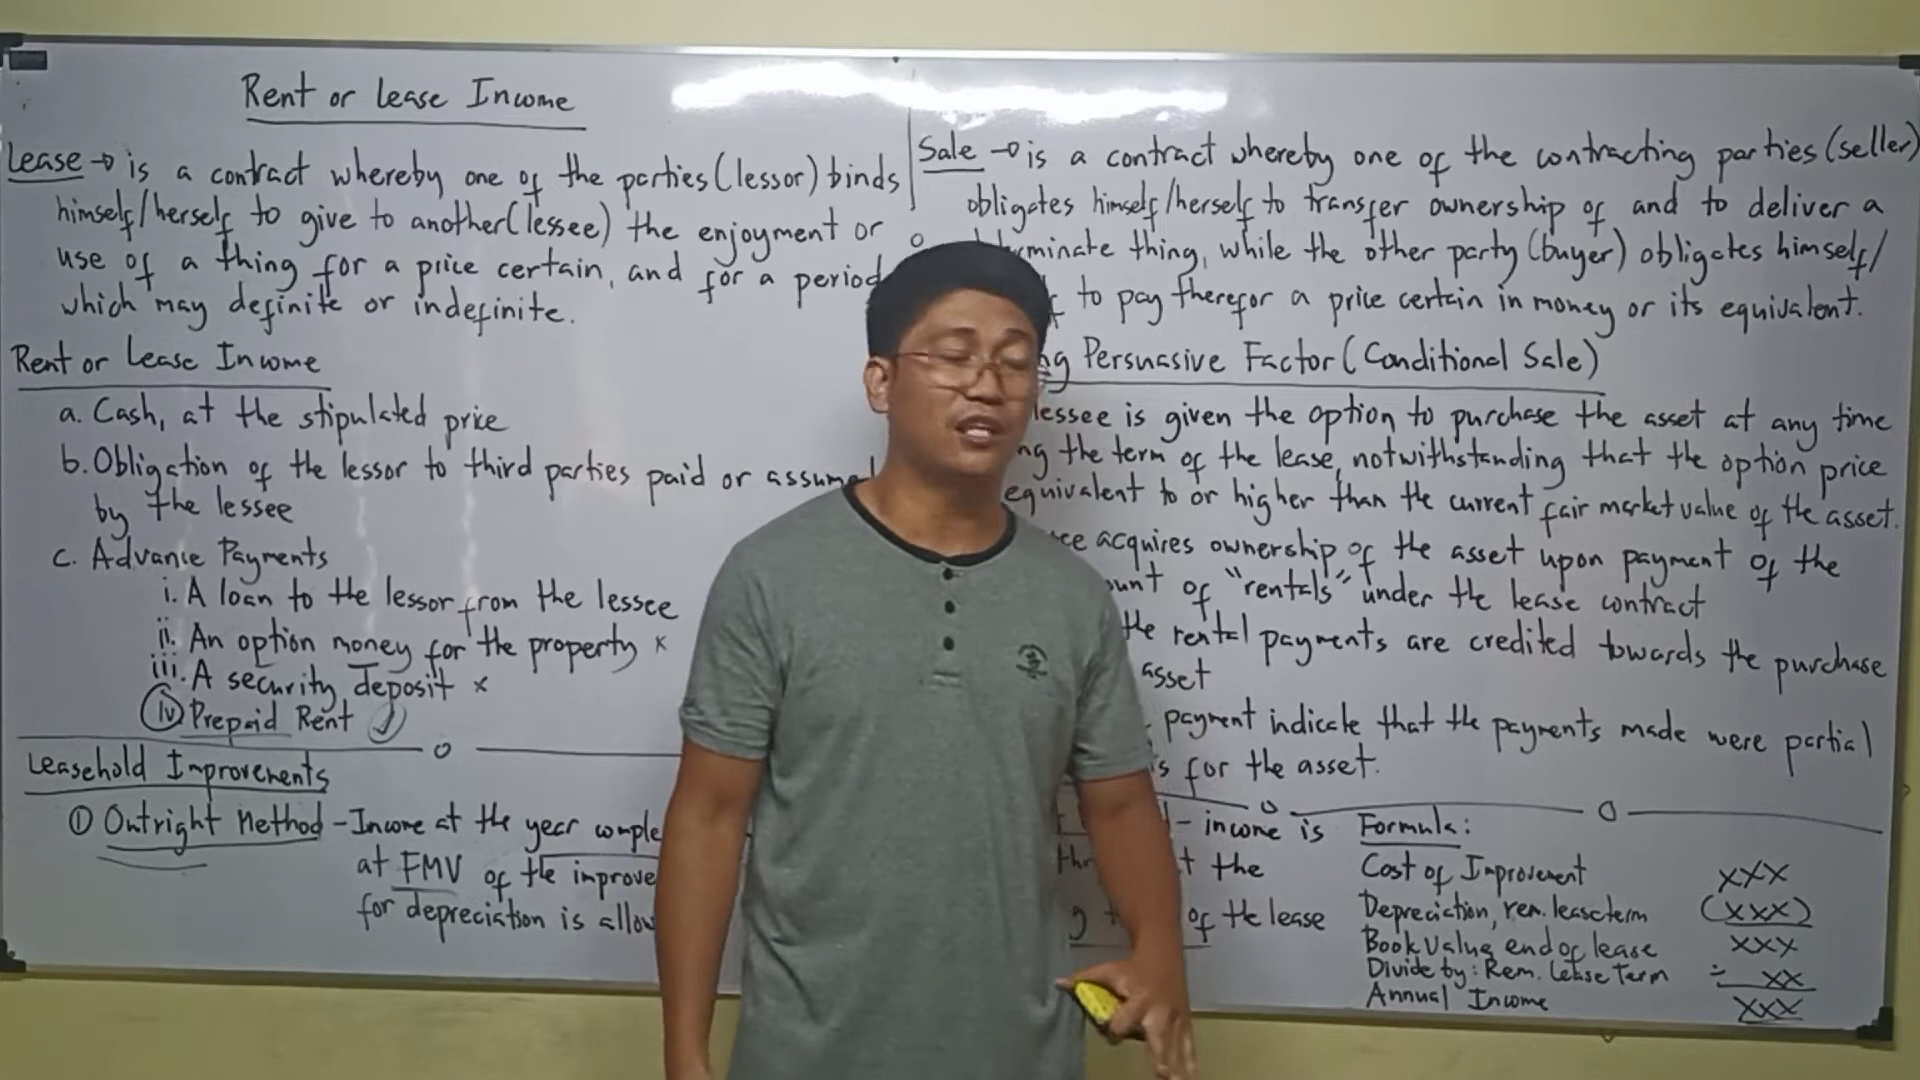 Rent or Lease Income
Lease → is a contract whereby one of the parties (lessor) binds
himself/herself to give to another (lessee) the enjoyment or
use of a thing for a price certain, and for a period
which may definite or indefinite.
Rent or Lease Income
a. Cash, at the stipulated price
b. Obligation of the lessor to third parties paid or
by the lessee
c. Advance Payments
i. A loan to the lessor from the lessee
ii. An option money for the property x
iii. A security Deposit x
iv Prepaid Rent ✓
Leasehold Improvements
① Outright Method - Income at the year
at FMV of the
for depreciation is
Sale → is a contract whereby one of the contracting parties (seller)
obligates himself/herself to transfer ownership of and to deliver a
thing, while the other party (buyer) obligates himself/
to pay therefor a price certain in money or its equivalent.
Persuasive Factor (Conditional Sale)
lessee is given the option to purchase the asset at any time
the term of the lease, notwithstanding that the option price
equivalent to or higher than the current fair market value of the asset.
acquires ownership of the asset upon payment of the
of "rentals" under the lease contract
the rental payments are credited towards the purchase
asset
payment indicate that the payments made were partial
for the asset.
- income is
the
of the lease
Formula:
Cost of Improvement xxx
Depreciation, rem. lease term (xxx)
Book Value, end of lease xxx
Divide by: Rem. Lease Term ÷ xx
Annual Income xxx